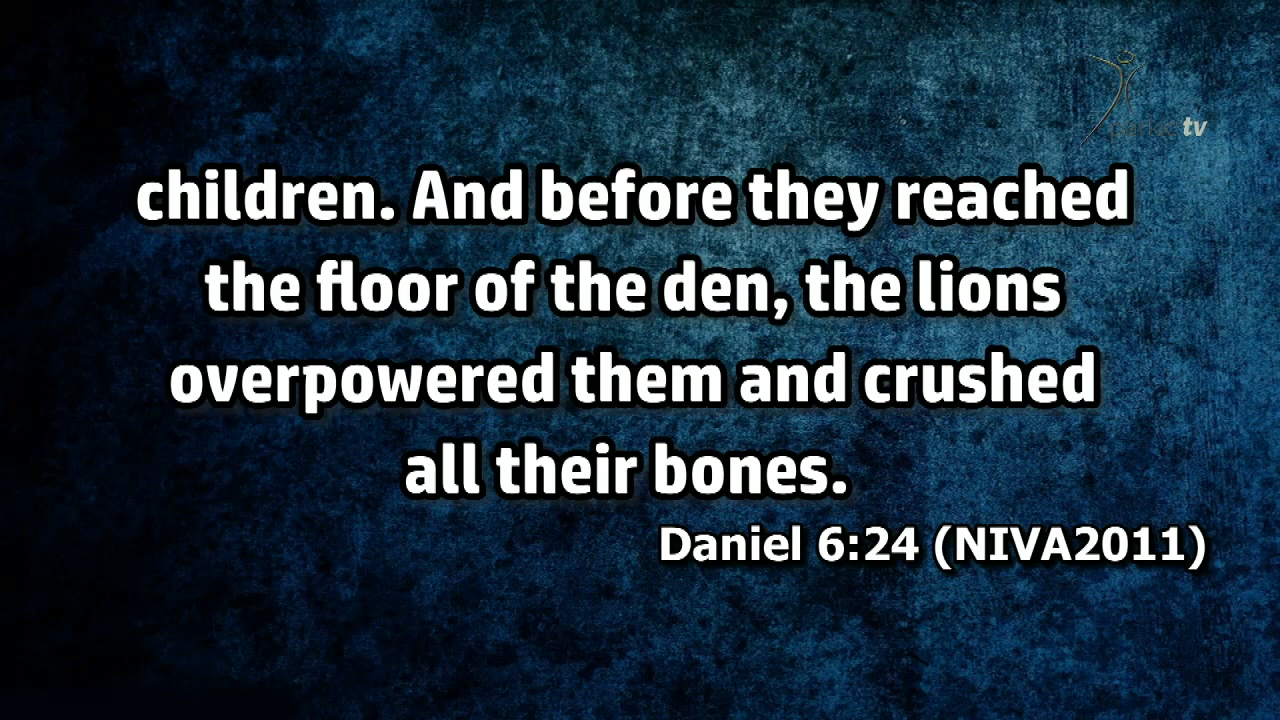 tv
children. And before they reached
the floor of the den, the lions
overpowered them and crushed
all their bones.
Daniel 6:24 (NIVA2011)